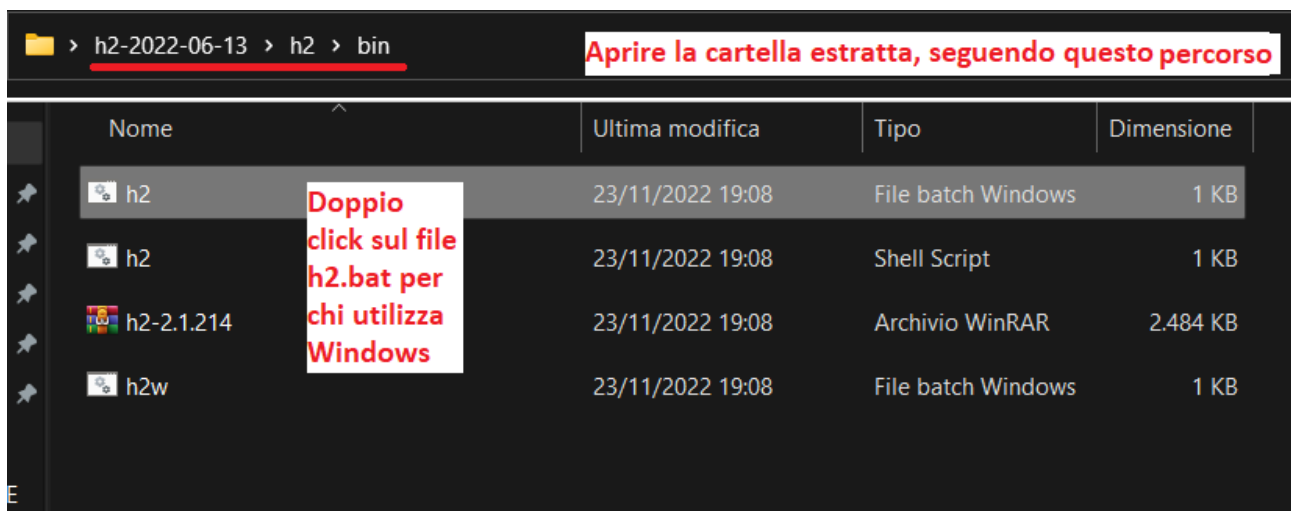 h2-2022-06-13 > h2 > bin
Aprire la cartella estratta, seguendo questo percorso
Nome Ultima modifica Tipo Dimensione
h2 23/11/2022 19:08 File batch Windows 1 KB
h2 23/11/2022 19:08 Shell Script 1 KB
h2-2.1.214 23/11/2022 19:08 Archivio WinRAR 2.484 KB
h2w 23/11/2022 19:08 File batch Windows 1 KB
Doppio
click sul file
h2.bat per
chi utilizza
Windows
E